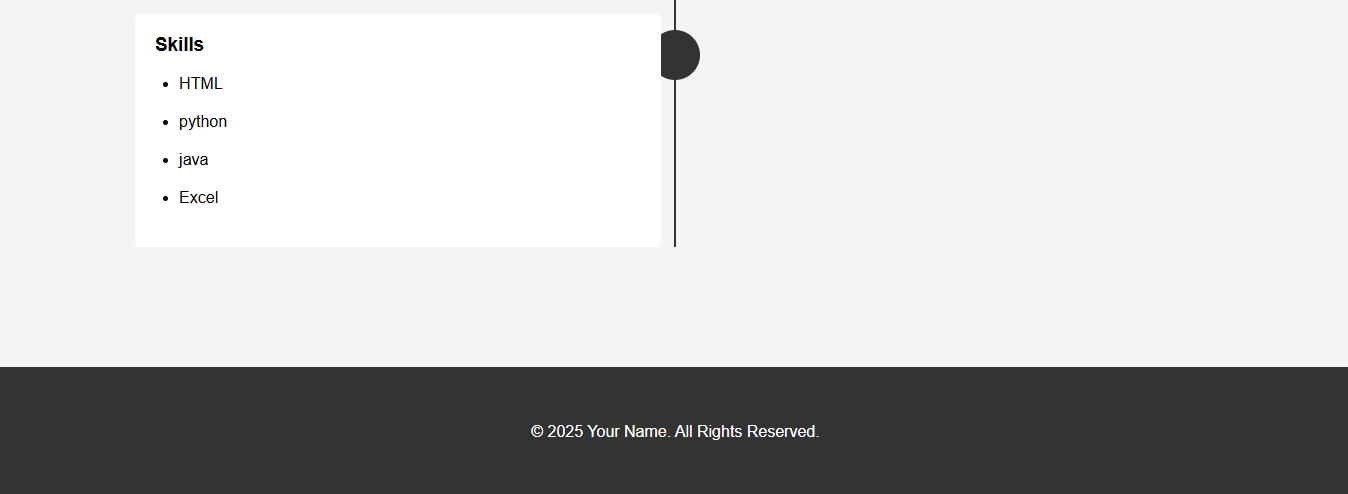 Skills
HTML
python
java
Excel
© 2025 Your Name. All Rights Reserved.